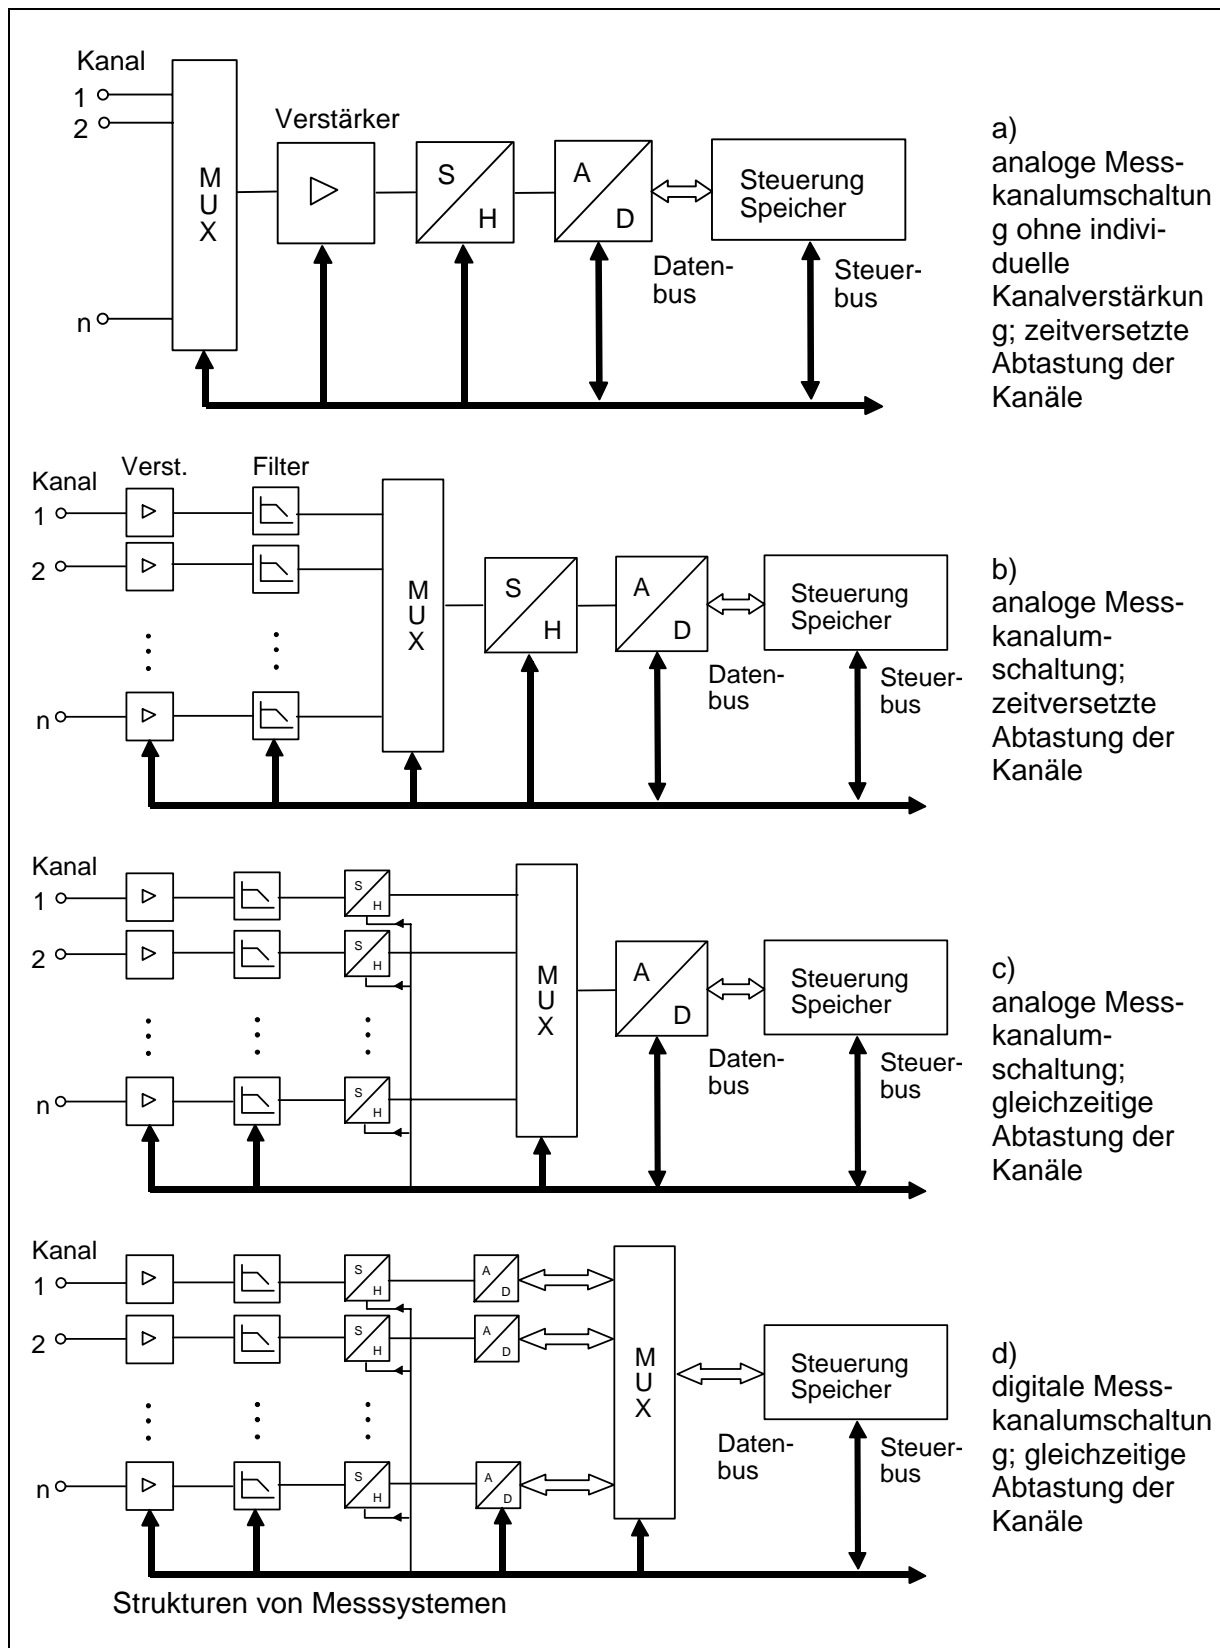 Kanal
1
2
n
M
U
X
Verstärker
S
H
A
D
Steuerung
Speicher
Daten-
bus
Steuer-
bus
a)
analoge Mess-
kanalumschaltun
g ohne indivi-
duelle
Kanalverstärkun
g; zeitversetzte
Abtastung der
Kanäle
Verst.
Filter
Kanal
1
2
n
M
U
X
S
H
A
D
Steuerung
Speicher
Daten-
bus
Steuer-
bus
b)
analoge Mess-
kanalum-
schaltung;
zeitversetzte
Abtastung der
Kanäle
Kanal
1
2
n
S
H
S
H
S
H
M
U
X
A
D
Steuerung
Speicher
Daten-
bus
Steuer-
bus
c)
analoge Mess-
kanalum-
schaltung;
gleichzeitige
Abtastung der
Kanäle
Kanal
1
2
n
S
H
S
H
S
H
A
D
A
D
A
D
M
U
X
Steuerung
Speicher
Daten-
bus
Steuer-
bus
d)
digitale Mess-
kanalumschaltun
g; gleichzeitige
Abtastung der
Kanäle
Strukturen von Messsystemen